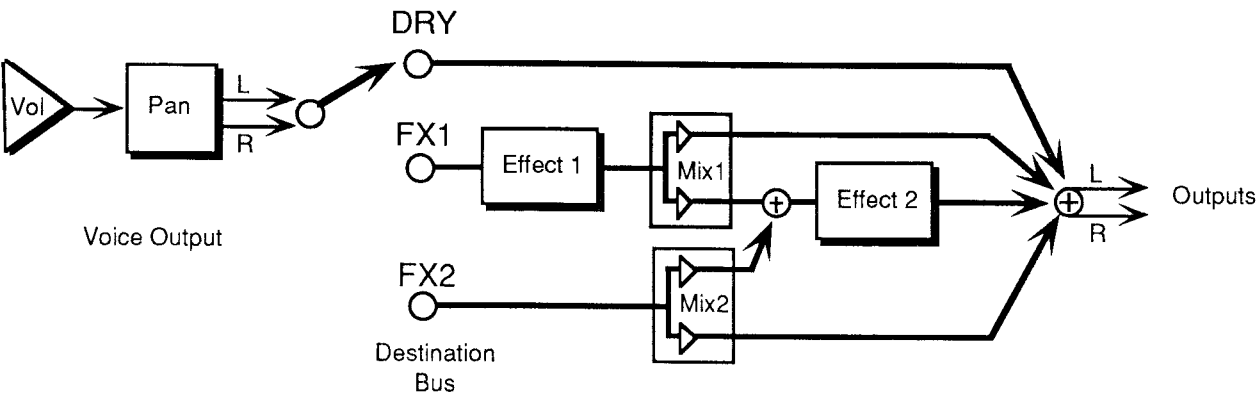 DRY
Vol
Pan
L
R
Voice Output
FX1
Effect 1
Mix1
+
Effect 2
+
L
R
Outputs
FX2
Mix2
Destination
Bus